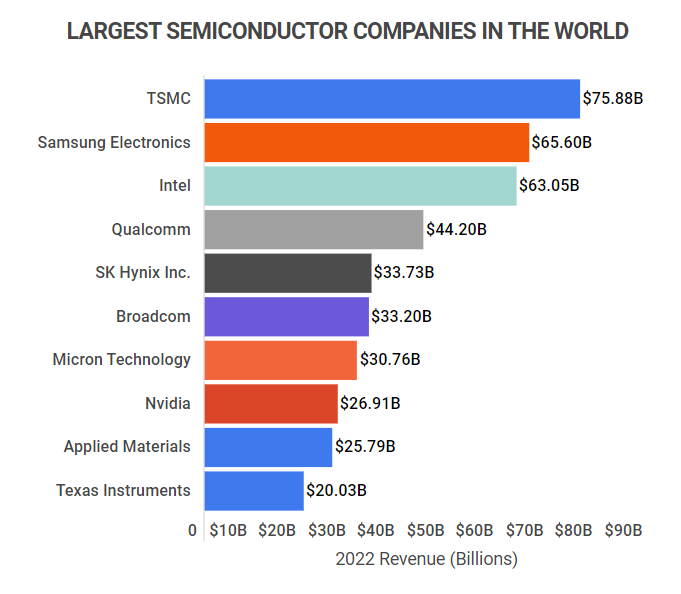 LARGEST SEMICONDUCTOR COMPANIES IN THE WORLD
TSMC $75.88B
Samsung Electronics $65.60B
Intel $63.05B
Qualcomm $44.20B
SK Hynix Inc. $33.73B
Broadcom $33.20B
Micron Technology $30.76B
Nvidia $26.91B
Applied Materials $25.79B
Texas Instruments $20.03B
0 $10B $20B $30B $40B $50B $60B $70B $80B $90B
2022 Revenue (Billions)